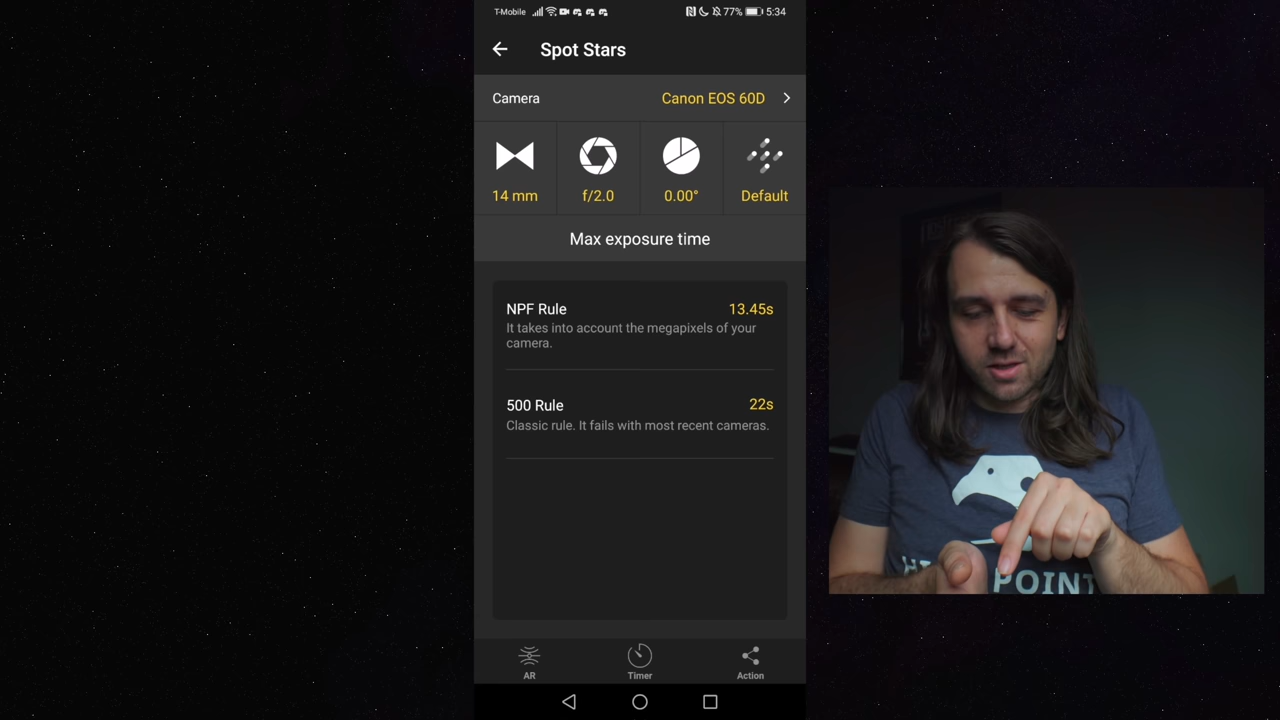 T-Mobile 77% 5:34
Spot Stars
Camera Canon EOS 60D
14 mm f/2.0 0.00° Default
Max exposure time
NPF Rule 13.45s
It takes into account the megapixels of your
camera.
500 Rule 22s
Classic rule. It fails with most recent cameras.
AR Timer Action
POINT